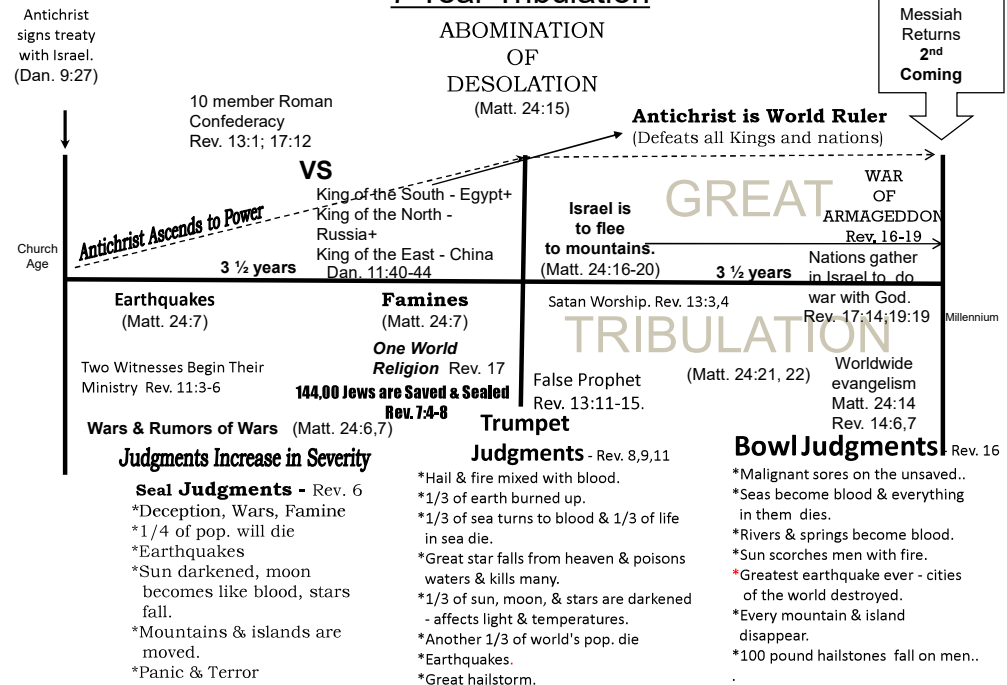 7 Year Tribulation
Antichrist
signs treaty
with Israel.
(Dan. 9:27)
ABOMINATION
OF
DESOLATION
(Matt. 24:15)
Messiah
Returns
2nd
Coming
10 member Roman
Confederacy
Rev. 13:1; 17:12
VS
King of the South - Egypt+
King of the North -
Russia+
King of the East - China
Dan. 11:40-44
Antichrist is World Ruler
(Defeats all Kings and nations)
Antichrist Ascends to Power
Church
Age
3 ½ years
GREAT
Israel is
to flee
to mountains.
(Matt. 24:16-20)
3 ½ years
WAR
OF
ARMAGEDDON
Rev. 16-19
Nations gather
in Israel to do
war with God.
Rev. 17:14;19:19
Millennium
Earthquakes
(Matt. 24:7)
Famines
(Matt. 24:7)
Satan Worship. Rev. 13:3,4
TRIBULATION
One World
Religion Rev. 17
Two Witnesses Begin Their
Ministry Rev. 11:3-6
144,00 Jews are Saved & Sealed
Rev. 7:4-8
False Prophet
Rev. 13:11-15.
(Matt. 24:21, 22)
Worldwide
evangelism
Matt. 24:14
Rev. 14:6,7
Wars & Rumors of Wars (Matt. 24:6,7)
Judgments Increase in Severity
Seal Judgments - Rev. 6
*Deception, Wars, Famine
*1/4 of pop. will die
*Earthquakes
*Sun darkened, moon
becomes like blood, stars
fall.
*Mountains & islands are
moved.
*Panic & Terror
Trumpet
Judgments - Rev. 8,9,11
*Hail & fire mixed with blood.
*1/3 of earth burned up.
*1/3 of sea turns to blood & 1/3 of life
in sea die.
*Great star falls from heaven & poisons
waters & kills many.
*1/3 of sun, moon, & stars are darkened
- affects light & temperatures.
*Another 1/3 of world's pop. die
*Earthquakes.
*Great hailstorm.
Bowl Judgments - Rev. 16
*Malignant sores on the unsaved..
*Seas become blood & everything
in them dies.
*Rivers & springs become blood.
*Sun scorches men with fire.
*Greatest earthquake ever - cities
of the world destroyed.
*Every mountain & island
disappear.
*100 pound hailstones fall on men..
.